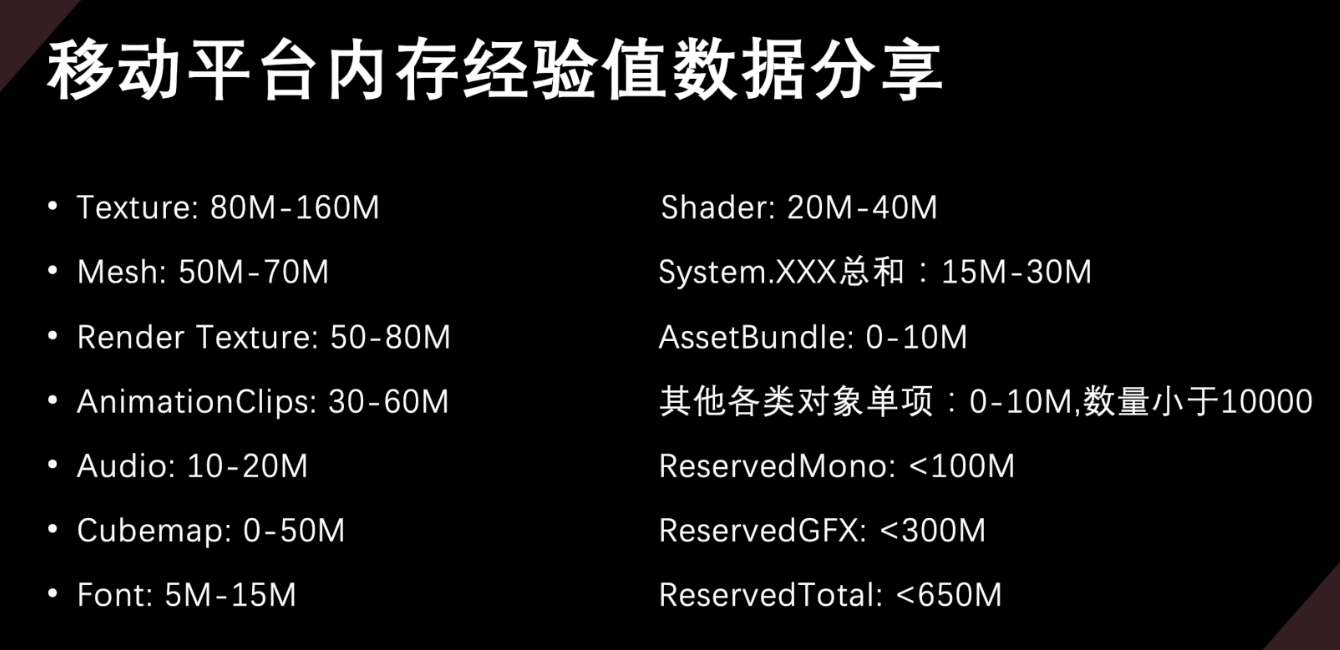 移动平台内存经验值数据分享
• Texture: 80M-160M
• Mesh: 50M-70M
• Render Texture: 50-80M
• AnimationClips: 30-60M
• Audio: 10-20M
• Cubemap: 0-50M
• Font: 5M-15M
Shader: 20M-40M
System.XXX总和：15M-30M
AssetBundle: 0-10M
其他各类对象单项：0-10M,数量小于10000
ReservedMono: <100M
ReservedGFX: <300M
ReservedTotal: <650M